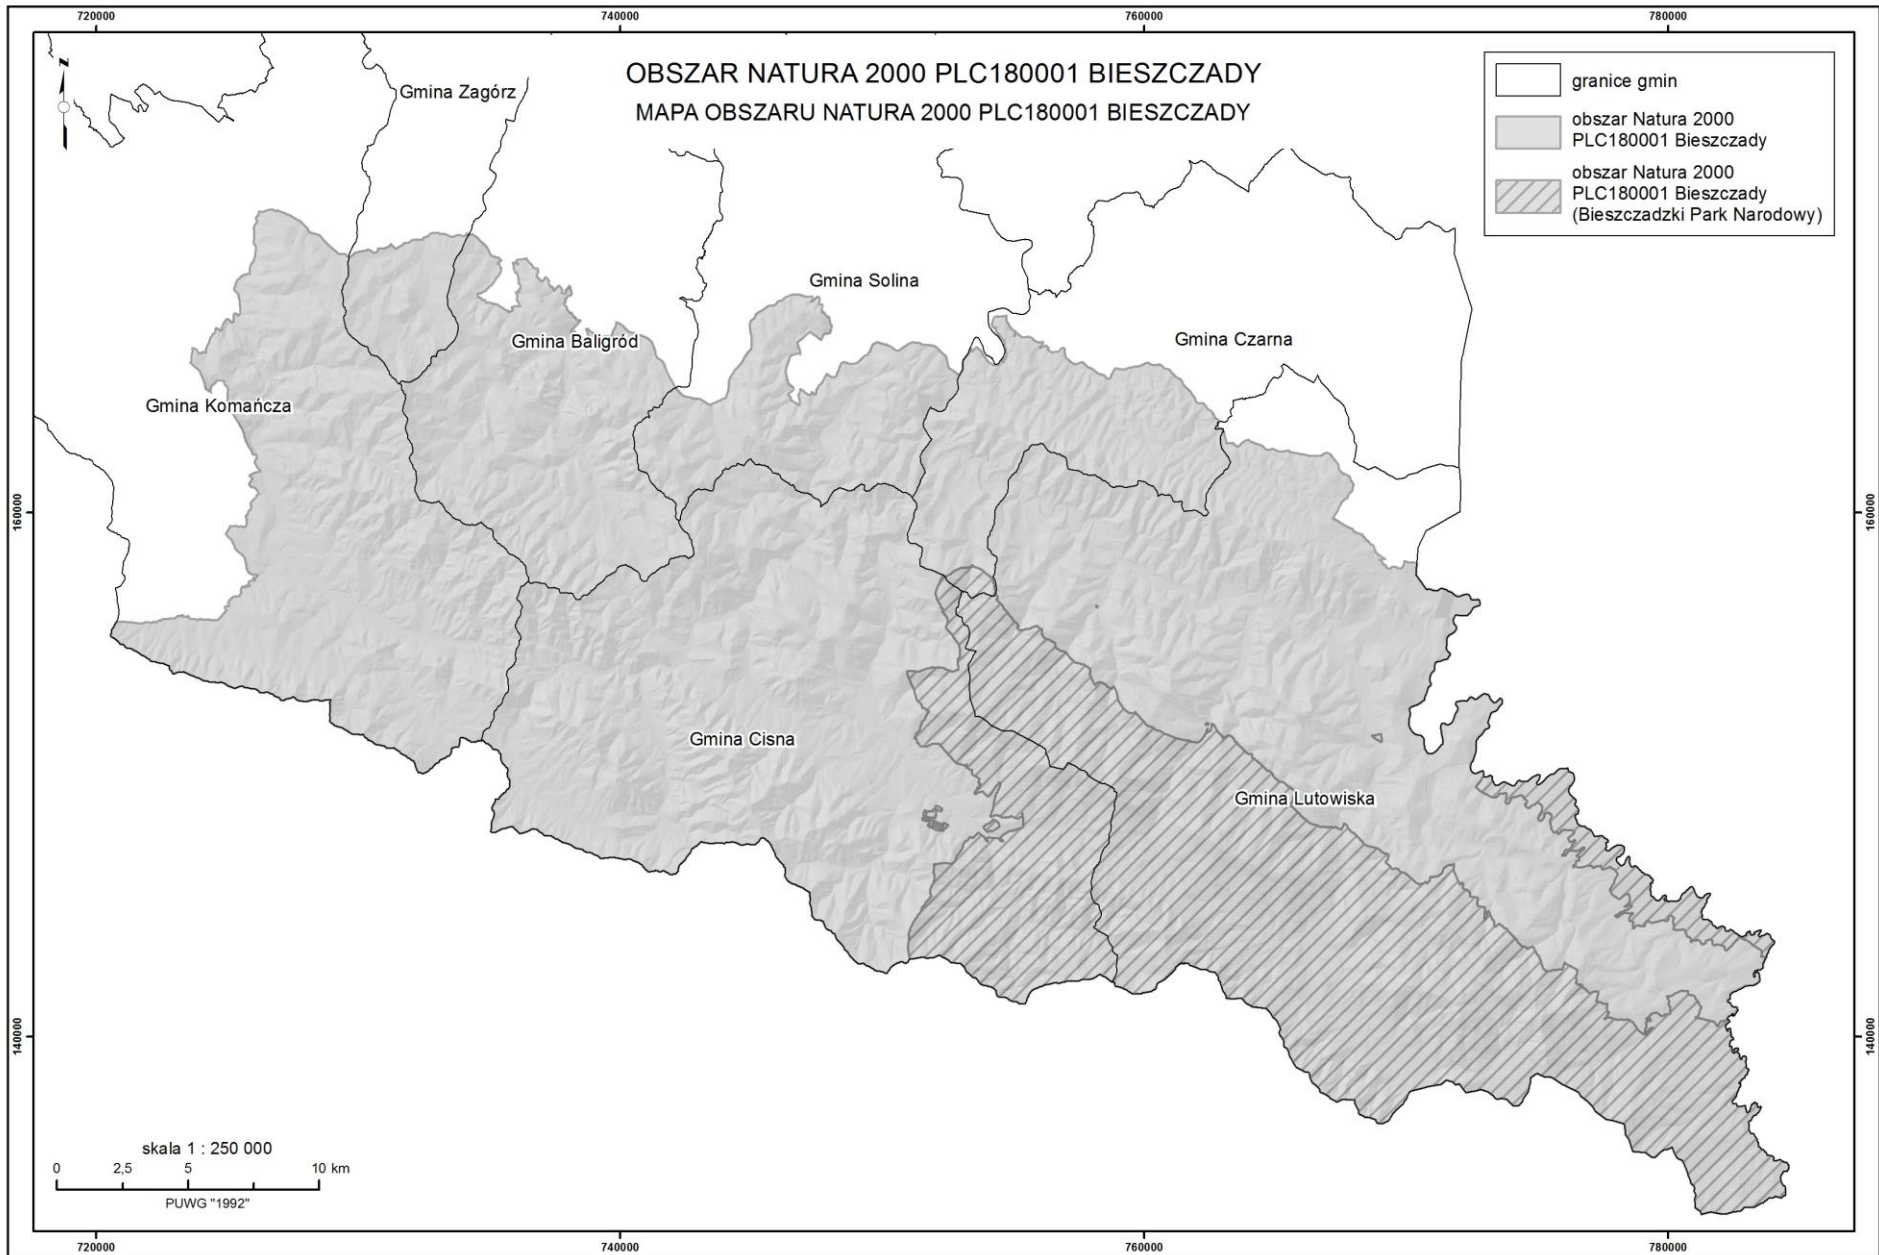 720000
740000
760000
780000
OBSZAR NATURA 2000 PLC180001 BIESZCZADY
MAPA OBSZARU NATURA 2000 PLC180001 BIESZCZADY
granice gmin
obszar Natura 2000
PLC180001 Bieszczady
obszar Natura 2000
PLC180001 Bieszczady
(Bieszczadzki Park Narodowy)
z
Gmina Zagórz
Gmina Solina
Gmina Baligród
Gmina Czarna
Gmina Komańcza
160000
160000
Gmina Cisna
Gmina Lutowiska
140000
140000
skala 1 : 250 000
0 2,5 5 10 km
PUWG "1992"
720000
740000
760000
780000